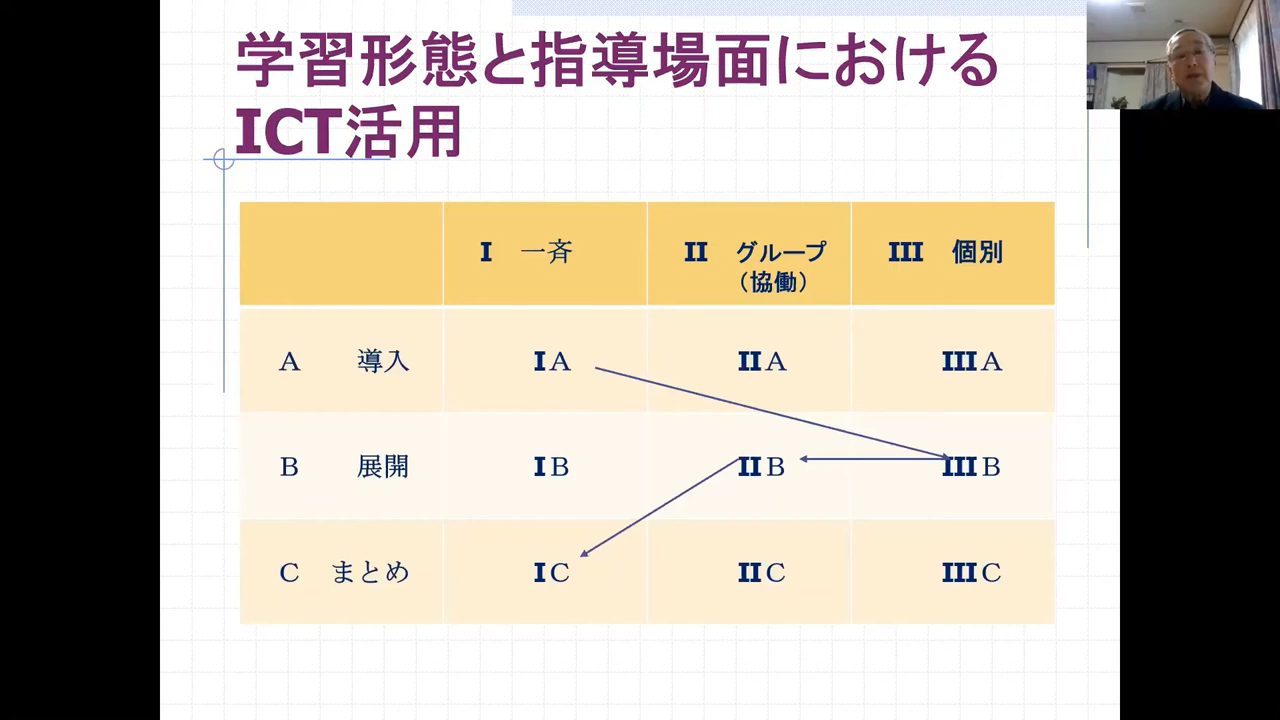 学習形態と指導場面における
ICT活用
I 一斉 II グループ III 個別
（協働）
A 導入 IA IIA IIIA
B 展開 IB IIB IIIB
C まとめ IC IIC IIIC